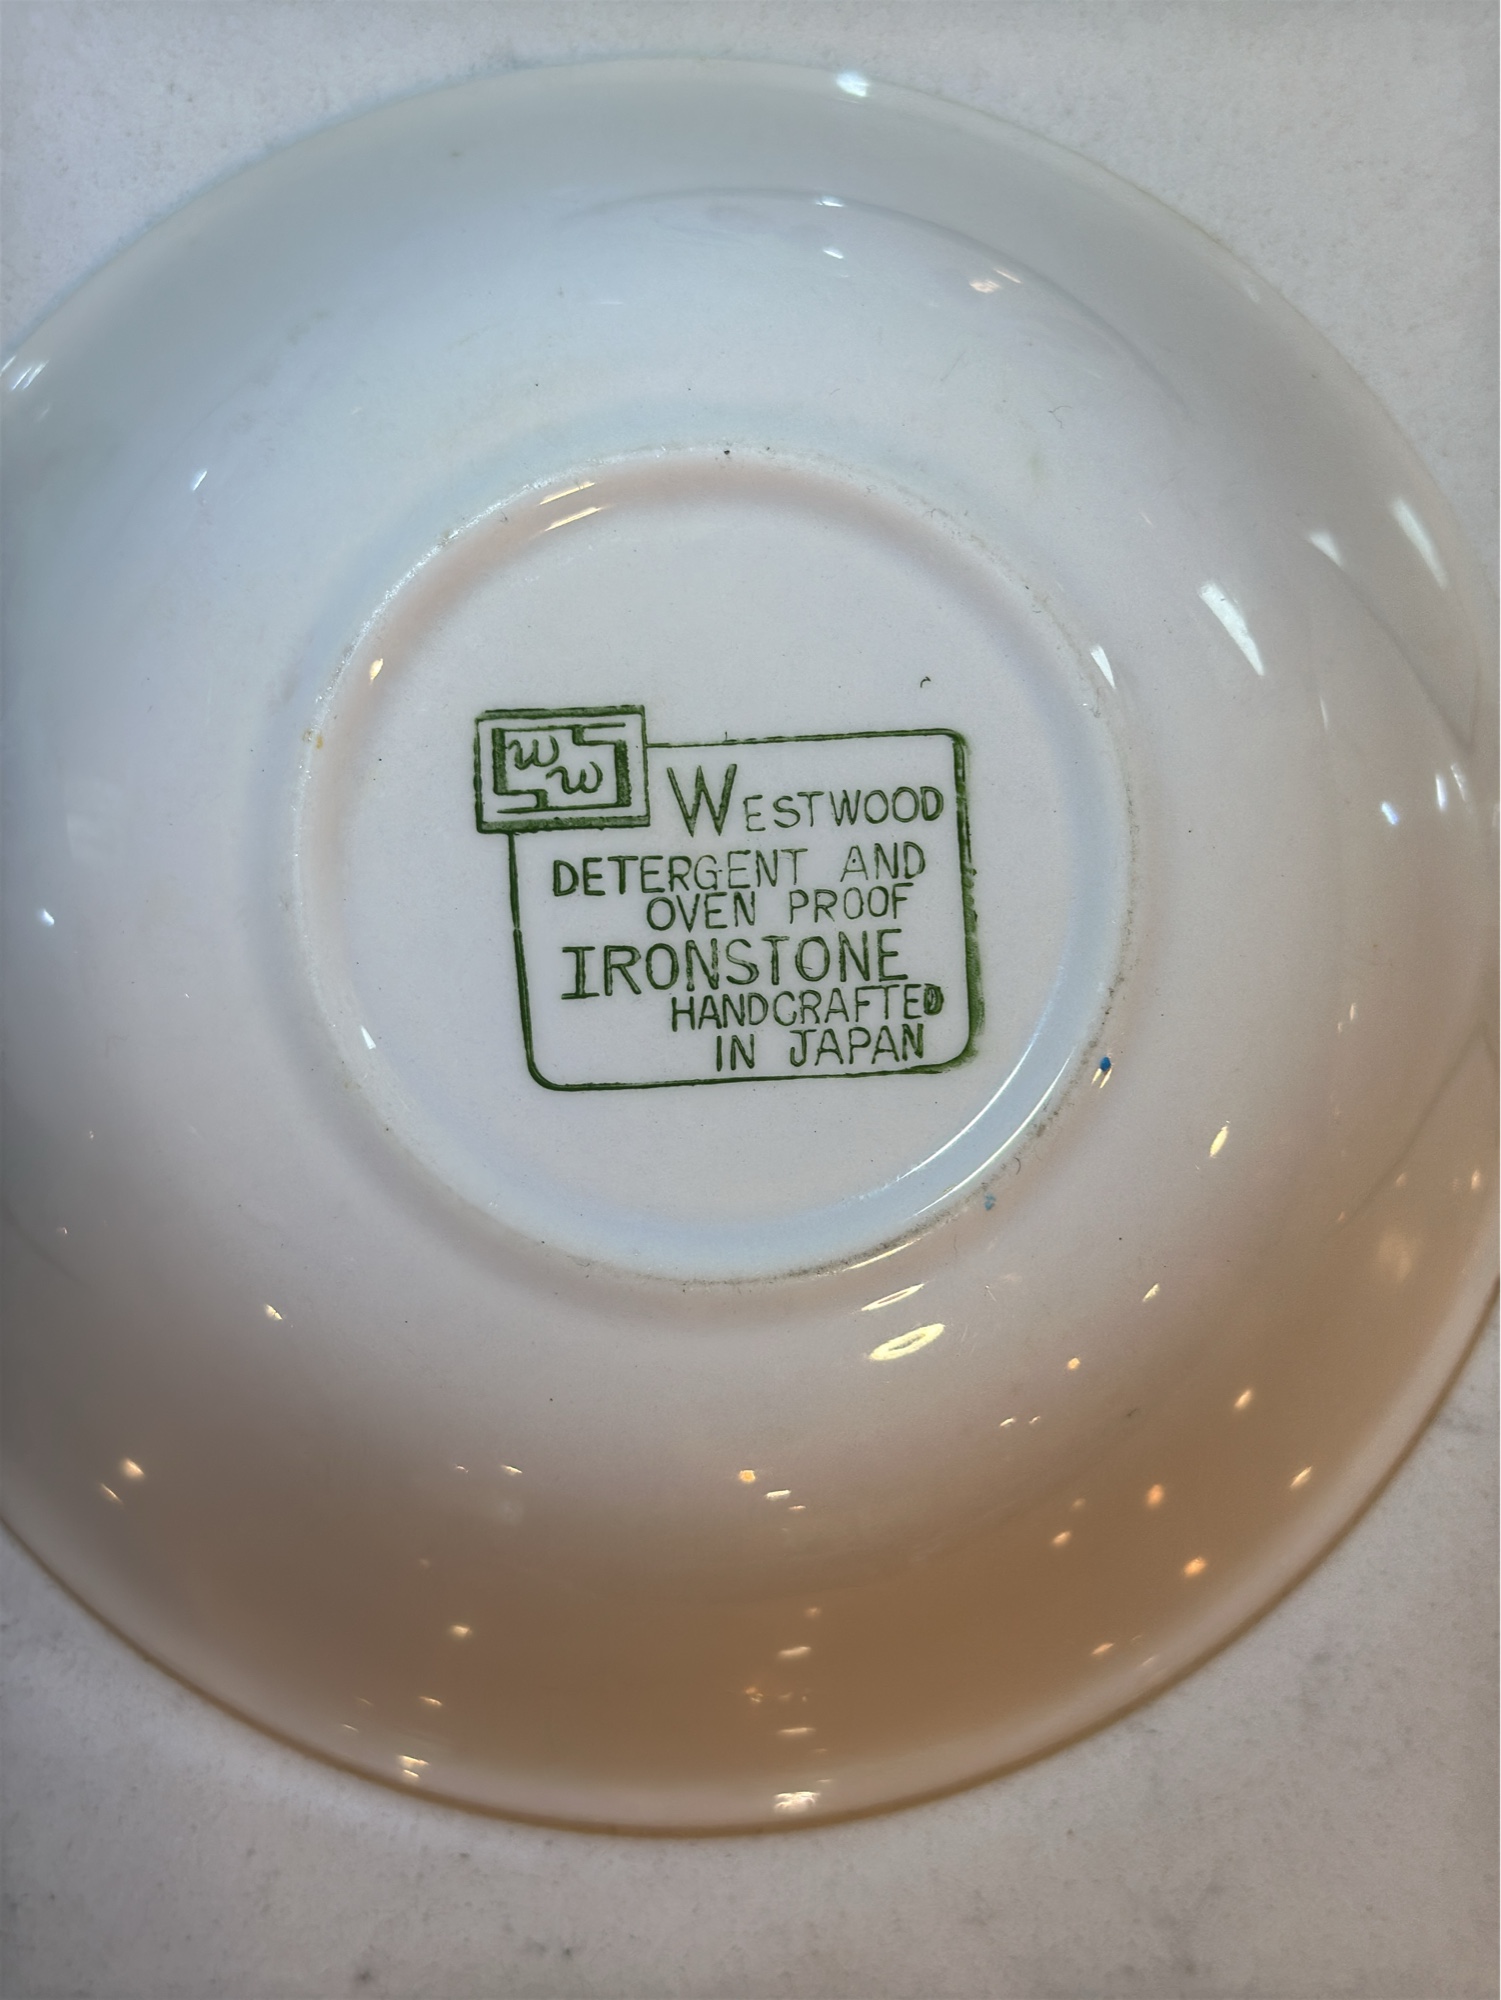 W W
WESTWOOD
DETERGENT AND
OVEN PROOF
IRONSTONE
HANDCRAFTED
IN JAPAN